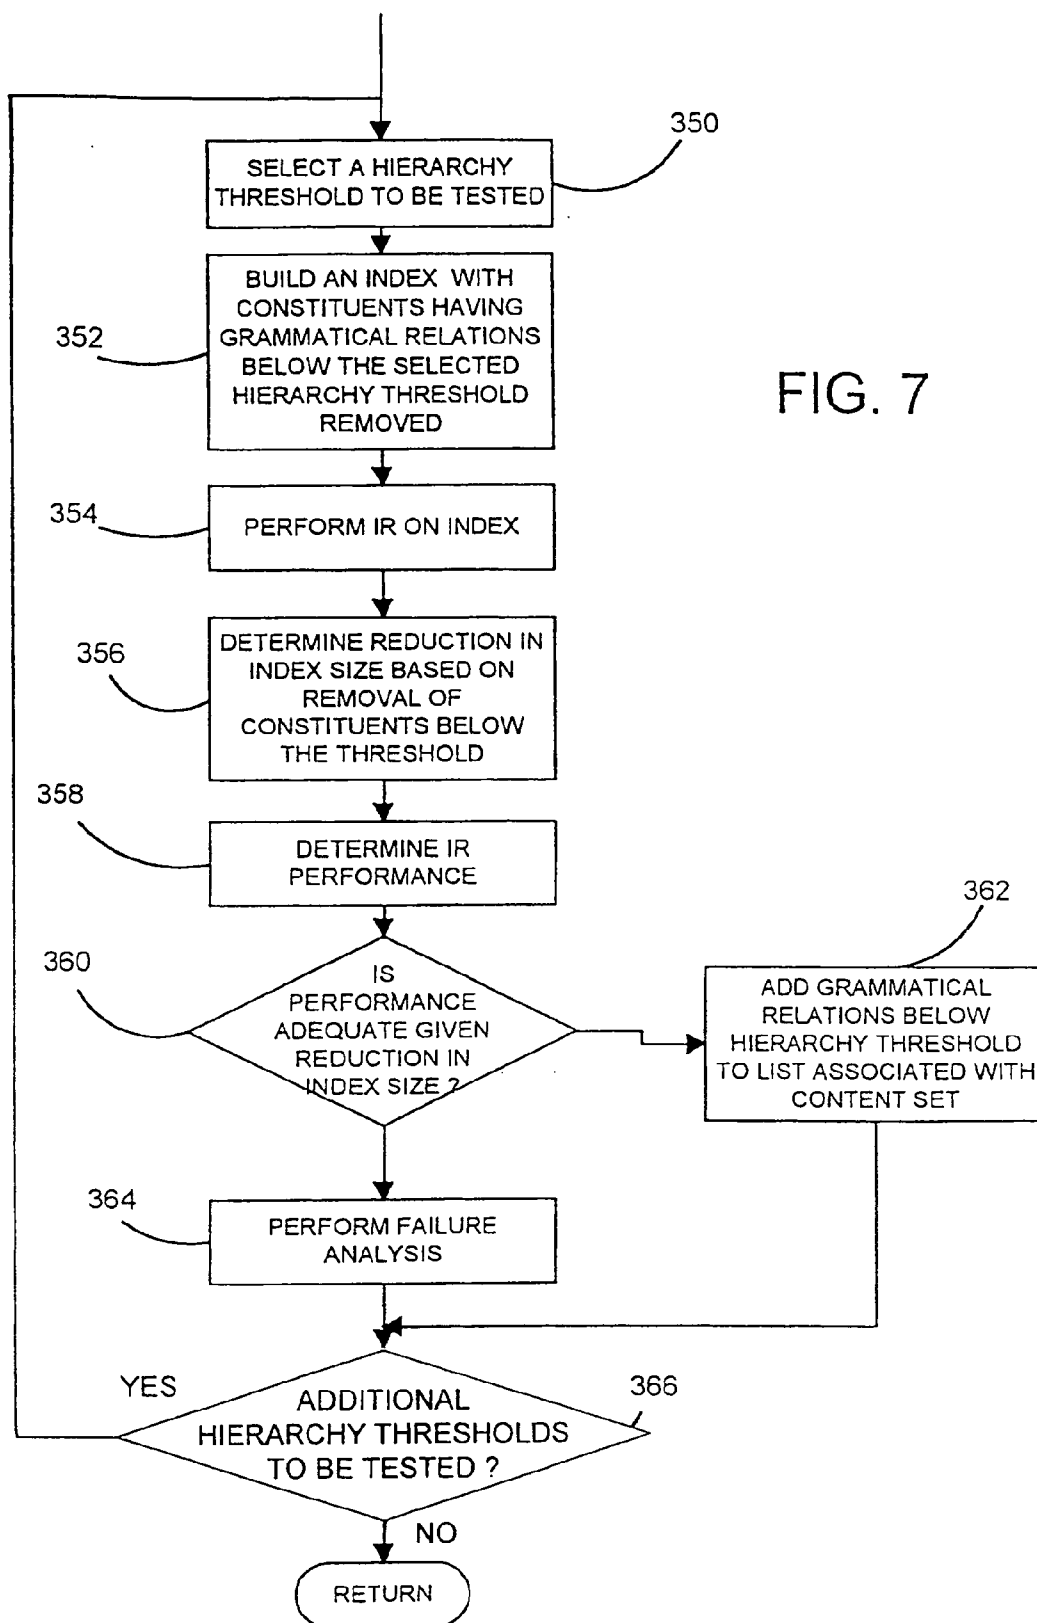 350
SELECT A HIERARCHY
THRESHOLD TO BE TESTED
352
BUILD AN INDEX WITH
CONSTITUENTS HAVING
GRAMMATICAL RELATIONS
BELOW THE SELECTED
HIERARCHY THRESHOLD
REMOVED
FIG. 7
354
PERFORM IR ON INDEX
356
DETERMINE REDUCTION IN
INDEX SIZE BASED ON
REMOVAL OF
CONSTITUENTS BELOW
THE THRESHOLD
358
DETERMINE IR
PERFORMANCE
360
IS
PERFORMANCE
ADEQUATE GIVEN
REDUCTION IN
INDEX SIZE ?
362
ADD GRAMMATICAL
RELATIONS BELOW
HIERARCHY THRESHOLD
TO LIST ASSOCIATED WITH
CONTENT SET
364
PERFORM FAILURE
ANALYSIS
YES
366
ADDITIONAL
HIERARCHY THRESHOLDS
TO BE TESTED ?
NO
RETURN